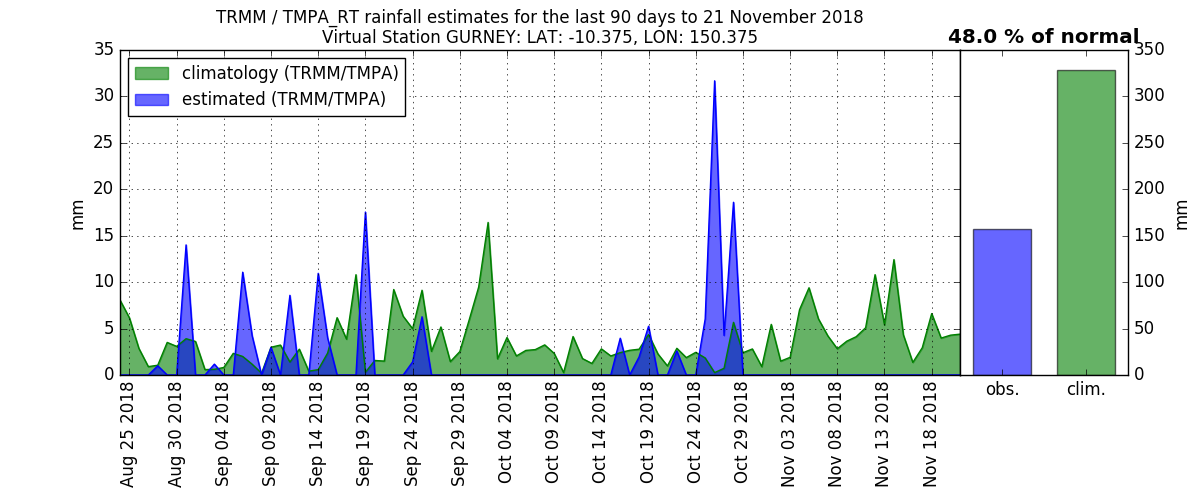 TRMM / TMPA_RT rainfall estimates for the last 90 days to 21 November 2018
Virtual Station GURNEY: LAT: -10.375, LON: 150.375
48.0 % of normal
climatology (TRMM/TMPA)
estimated (TRMM/TMPA)
35
30
25
20
15
10
5
0
mm
350
300
250
200
150
100
50
0
mm
obs.
clim.
Aug 25 2018
Aug 30 2018
Sep 04 2018
Sep 09 2018
Sep 14 2018
Sep 19 2018
Sep 24 2018
Sep 29 2018
Oct 04 2018
Oct 09 2018
Oct 14 2018
Oct 19 2018
Oct 24 2018
Oct 29 2018
Nov 03 2018
Nov 08 2018
Nov 13 2018
Nov 18 2018